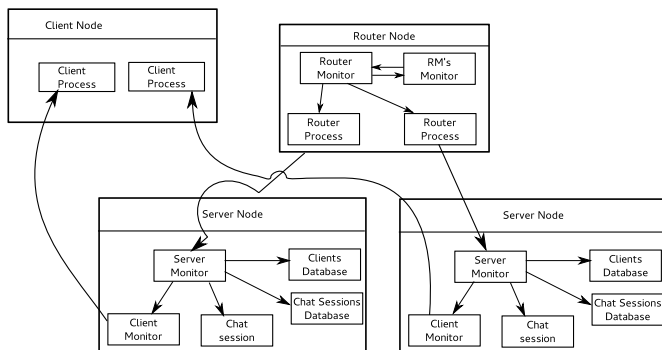 Client Node
Client
Process
Client
Process
Router Node
Router
Monitor
RM's
Monitor
Router
Process
Router
Process
Server Node
Server
Monitor
Clients
Database
Chat Sessions
Database
Client
Monitor
Chat
session
Server Node
Server
Monitor
Clients
Database
Chat Sessions
Database
Client
Monitor
Chat
session